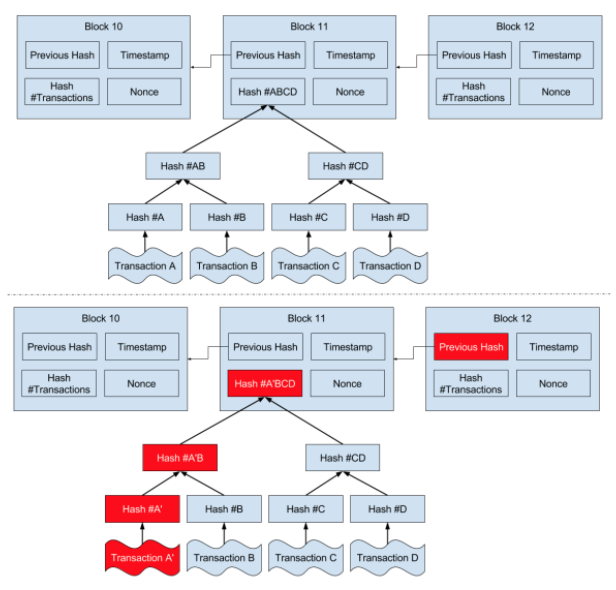 Block 10
Block 11
Block 12
Previous Hash
Timestamp
Previous Hash
Timestamp
Previous Hash
Timestamp
Hash
#Transactions
Nonce
Hash #ABCD
Nonce
Hash
#Transactions
Nonce
Hash #AB
Hash #CD
Hash #A
Hash #B
Hash #C
Hash #D
Transaction A
Transaction B
Transaction C
Transaction D
Block 10
Block 11
Block 12
Previous Hash
Timestamp
Previous Hash
Timestamp
Previous Hash
Timestamp
Hash
#Transactions
Nonce
Hash #A'BCD
Nonce
Hash
#Transactions
Nonce
Hash #A'B
Hash #CD
Hash #A'
Hash #B
Hash #C
Hash #D
Transaction A'
Transaction B
Transaction C
Transaction D